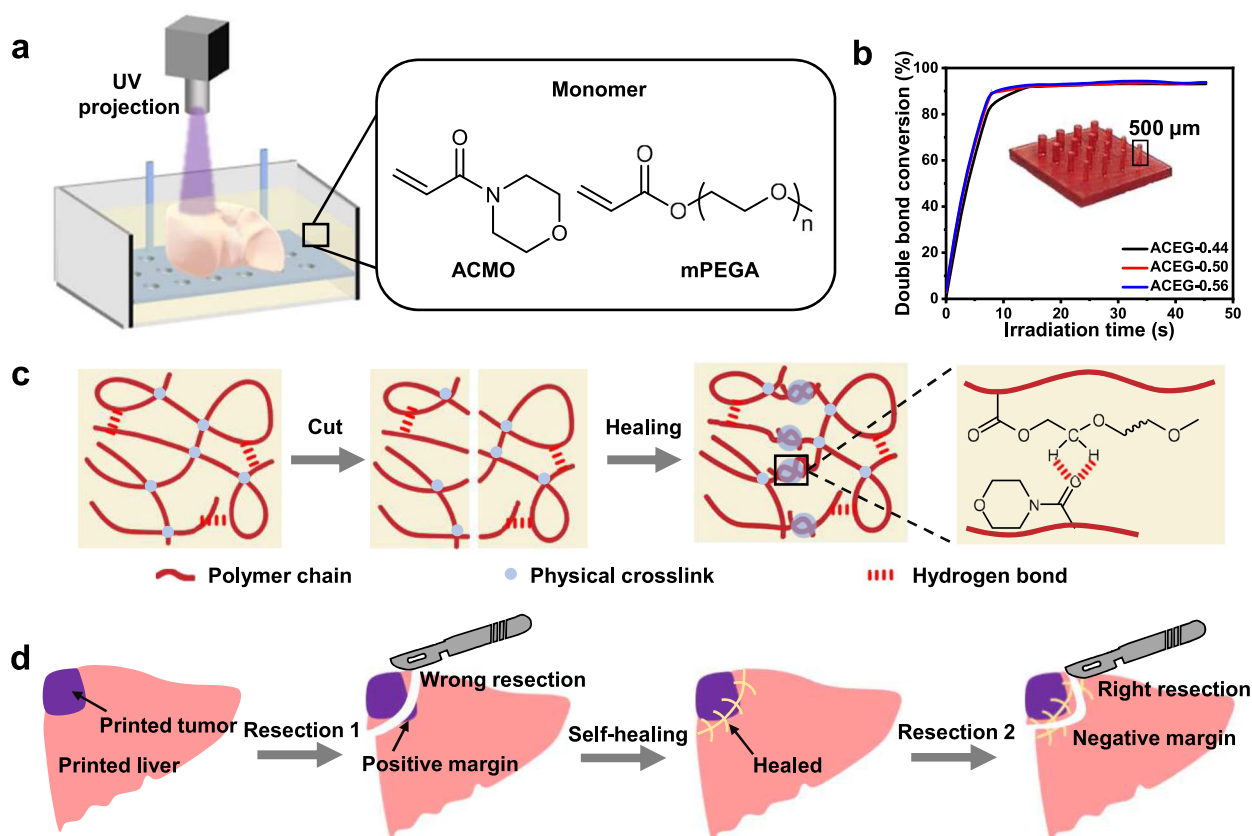 a
UV
projection
Monomer
O
N
O
ACMO
O
O
O
n
mPEGA
b
Double bond conversion (%)
100
80
60
40
20
0
500 μm
ACEG-0.44
ACEG-0.50
ACEG-0.56
0 10 20 30 40 50
Irradiation time (s)
c
Cut
Healing
O
O
O
O
C
H H
O
N
O
Polymer chain
Physical crosslink
Hydrogen bond
d
Printed tumor
Printed liver
Resection 1
Wrong resection
Positive margin
Self-healing
Healed
Resection 2
Right resection
Negative margin